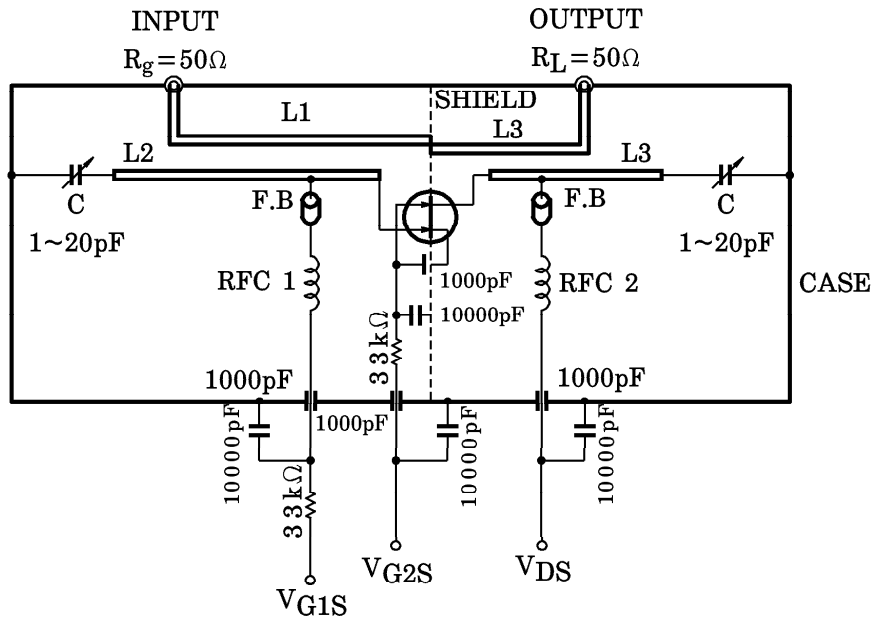 INPUT
Rg=50Ω
OUTPUT
RL=50Ω
SHIELD
L1
L3
L2
L3
C
1~20pF
F.B
F.B
C
1~20pF
RFC 1
1000pF
RFC 2
CASE
10000pF
33kΩ
1000pF
1000pF
1000pF
10000pF
10000pF
10000pF
33kΩ
VG1S
VG2S
VDS